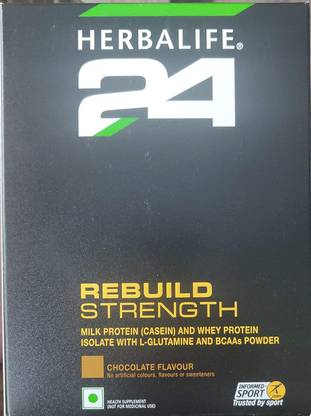 HERBALIFE®
24
REBUILD
STRENGTH
MILK PROTEIN (CASEIN) AND WHEY PROTEIN
ISOLATE WITH L-GLUTAMINE AND BCAAs POWDER
CHOCOLATE FLAVOUR
No artificial colours, flavours or sweeteners
HEALTH SUPPLEMENT
(NOT FOR MEDICINAL USE)
INFORMED
SPORT
Trusted by sport